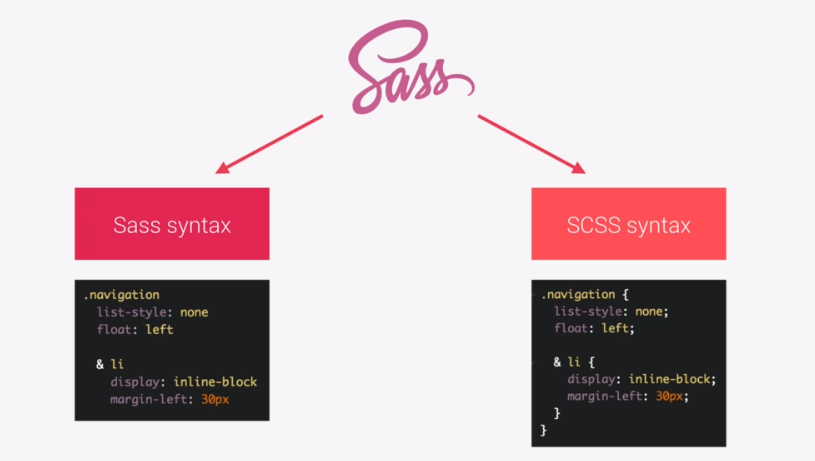 Sass
Sass syntax
.navigation
  list-style: none
  float: left

  & li
    display: inline-block
    margin-left: 30px
SCSS syntax
.navigation {
  list-style: none;
  float: left;

  & li {
    display: inline-block;
    margin-left: 30px;
  }
}